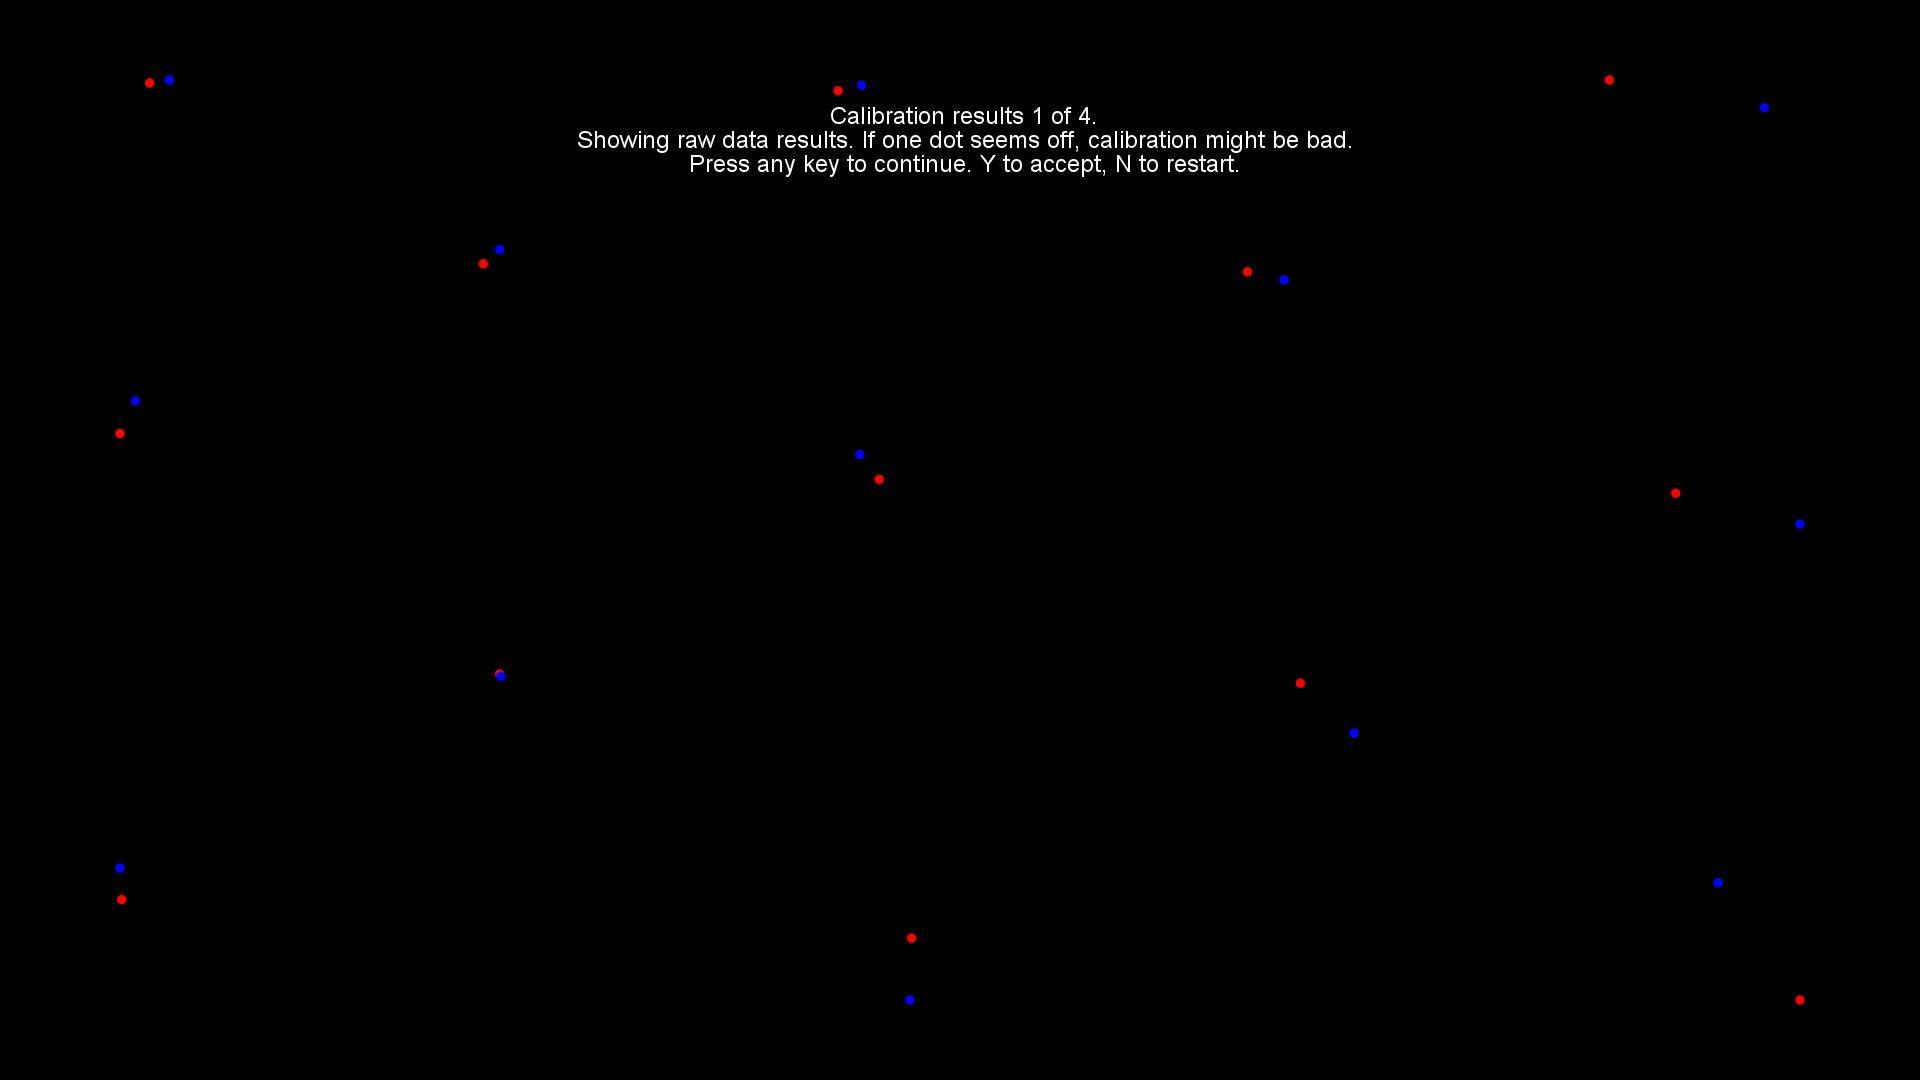 Calibration results 1 of 4.
Showing raw data results. If one dot seems off, calibration might be bad.
Press any key to continue. Y to accept, N to restart.